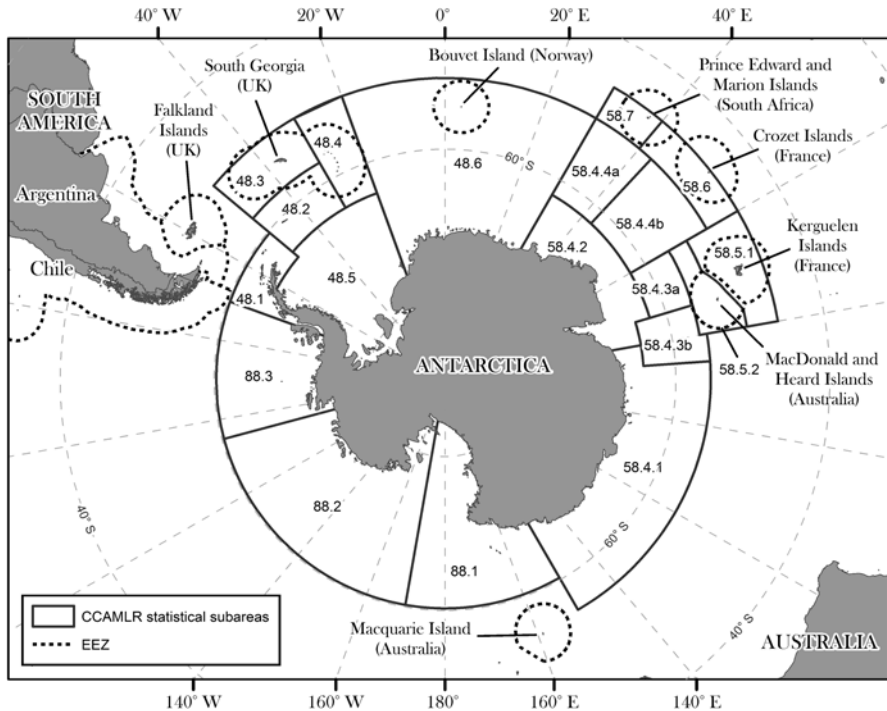 40° W
20° W
0°
20° E
40° E
Bouvet Island (Norway)
South Georgia
(UK)
Prince Edward and
Marion Islands
(South Africa)
SOUTH
AMERICA
Falkland
Islands
(UK)
58.7
Crozet Islands
(France)
48.4
48.3
48.6
60° S
58.4.4a
58.6
Argentina
48.2
58.4.4b
58.4.2
58.5.1
Kerguelen
Islands
(France)
Chile
48.5
48.1
58.4.3a
58.4.3b
ANTARCTICA
58.5.2
MacDonald and
Heard Islands
(Australia)
88.3
58.4.1
88.2
40° S
60° S
88.1
CCAMLR statistical subareas
EEZ
Macquarie Island
(Australia)
40° S
AUSTRALIA
140° W
160° W
180°
160° E
140° E